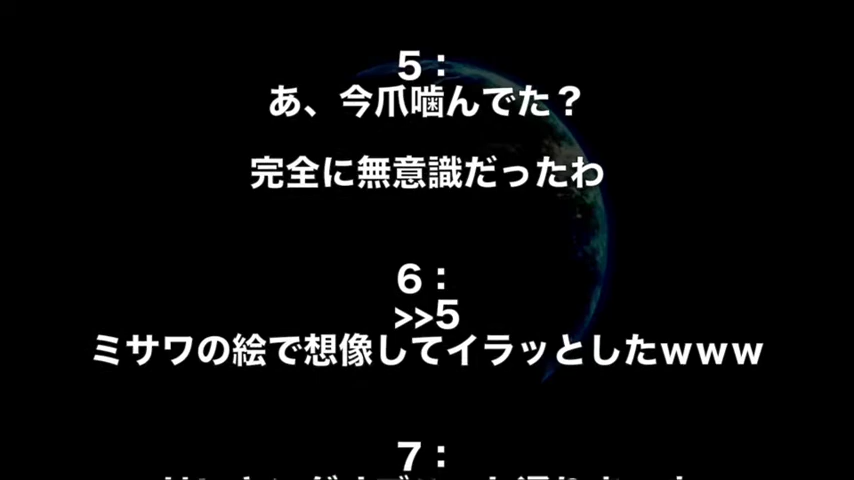 5：
あ、今爪噛んでた？
完全に無意識だったわ
6：
>>5
ミサワの絵で想像してイラッとしたｗｗｗ
7：